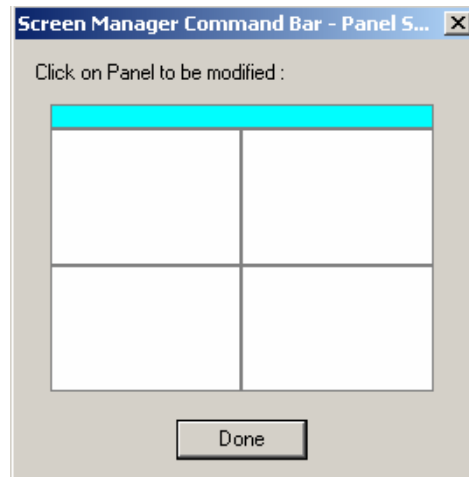 Screen Manager Command Bar - Panel S...
Click on Panel to be modified :
Done